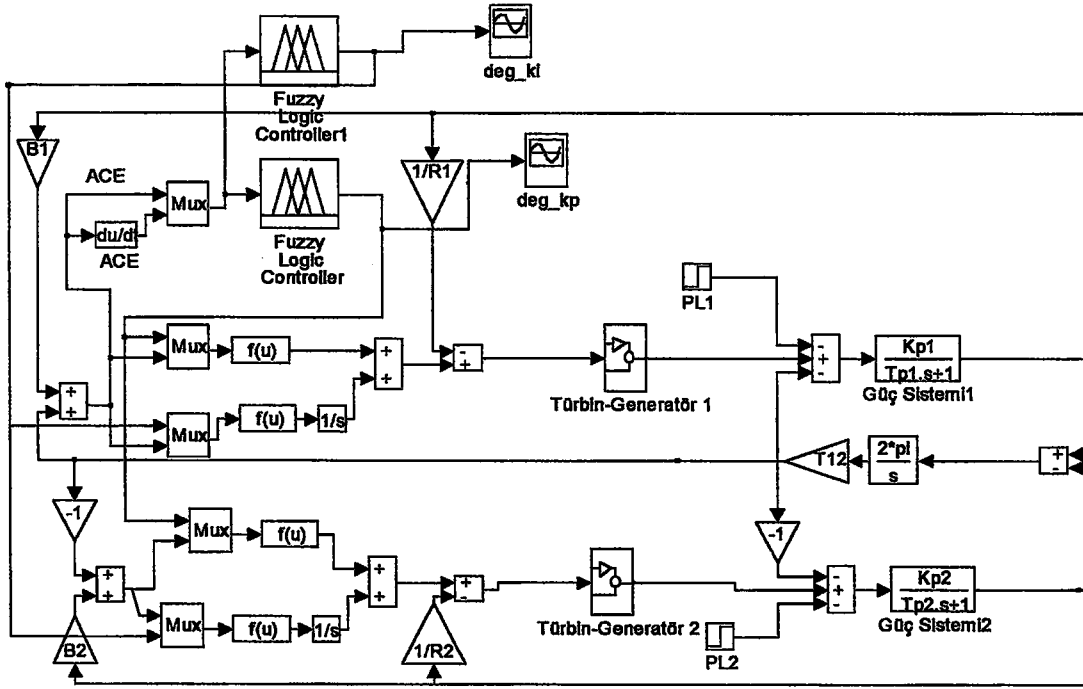 deg_ki
Fuzzy
Logic
Controller1
B1
1/R1
ACE
Mux
deg_kp
du/dt
ACE
Fuzzy
Logic
Controller
PL1
Mux
f(u)
+
+
-
+
-
+
-
Kp1
Tp1.s+1
Türbin-Generatör 1
Güç Sistemi1
+
+
Mux
f(u)
1/s
T12
2*pi
s
+
-
-1
Mux
f(u)
-1
+
+
+
+
+
-
-
+
-
Kp2
Tp2.s+1
Mux
f(u)
1/s
Türbin-Generatör 2
Güç Sistemi2
B2
1/R2
PL2